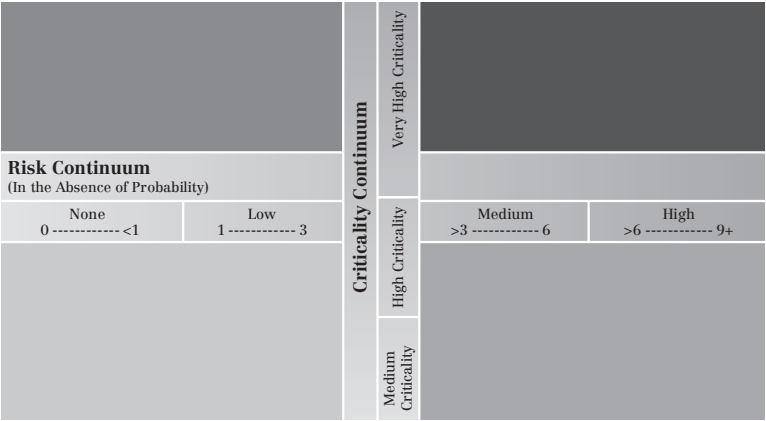 Risk Continuum
(In the Absence of Probability)
None
0 ------------ <1
Low
1 ------------ 3
Criticality Continuum
Very High Criticality
High Criticality
Medium
Criticality
Medium
>3 ------------ 6
High
>6 ------------ 9+